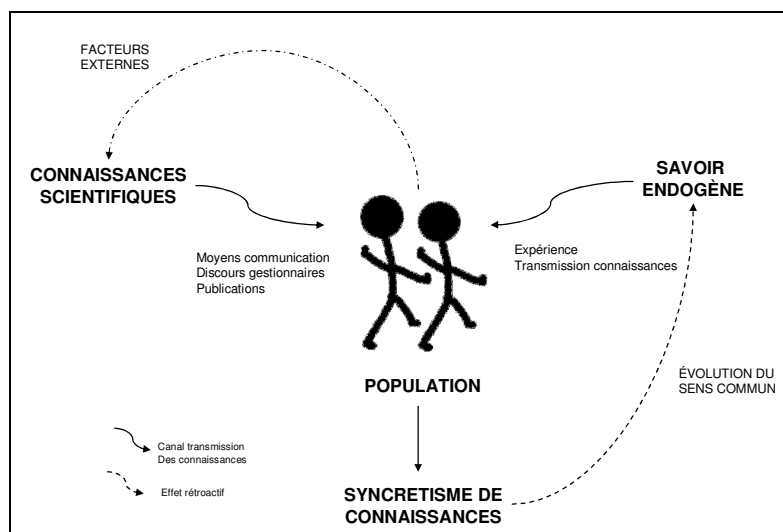 FACTEURS
EXTERNES
CONNAISSANCES
SCIENTIFIQUES
SAVOIR
ENDOGÈNE
Moyens communication
Discours gestionnaires
Publications
Expérience
Transmission connaissances
POPULATION
ÉVOLUTION DU
SENS COMMUN
Canal transmission
Des connaissances
Effet rétroactif
SYNCRETISME DE
CONNAISSANCES